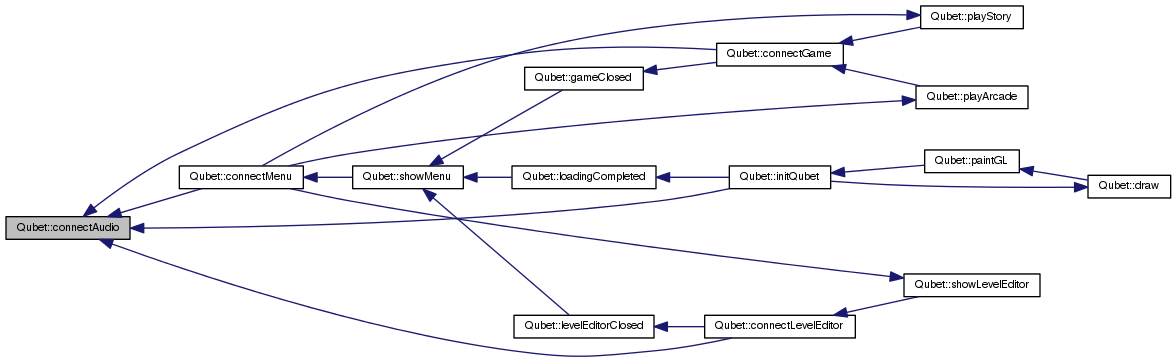 Qubet::playStory
Qubet::connectGame
Qubet::gameClosed
Qubet::playArcade
Qubet::paintGL
Qubet::connectMenu
Qubet::showMenu
Qubet::loadingCompleted
Qubet::initQubet
Qubet::draw
Qubet::connectAudio
Qubet::showLevelEditor
Qubet::levelEditorClosed
Qubet::connectLevelEditor